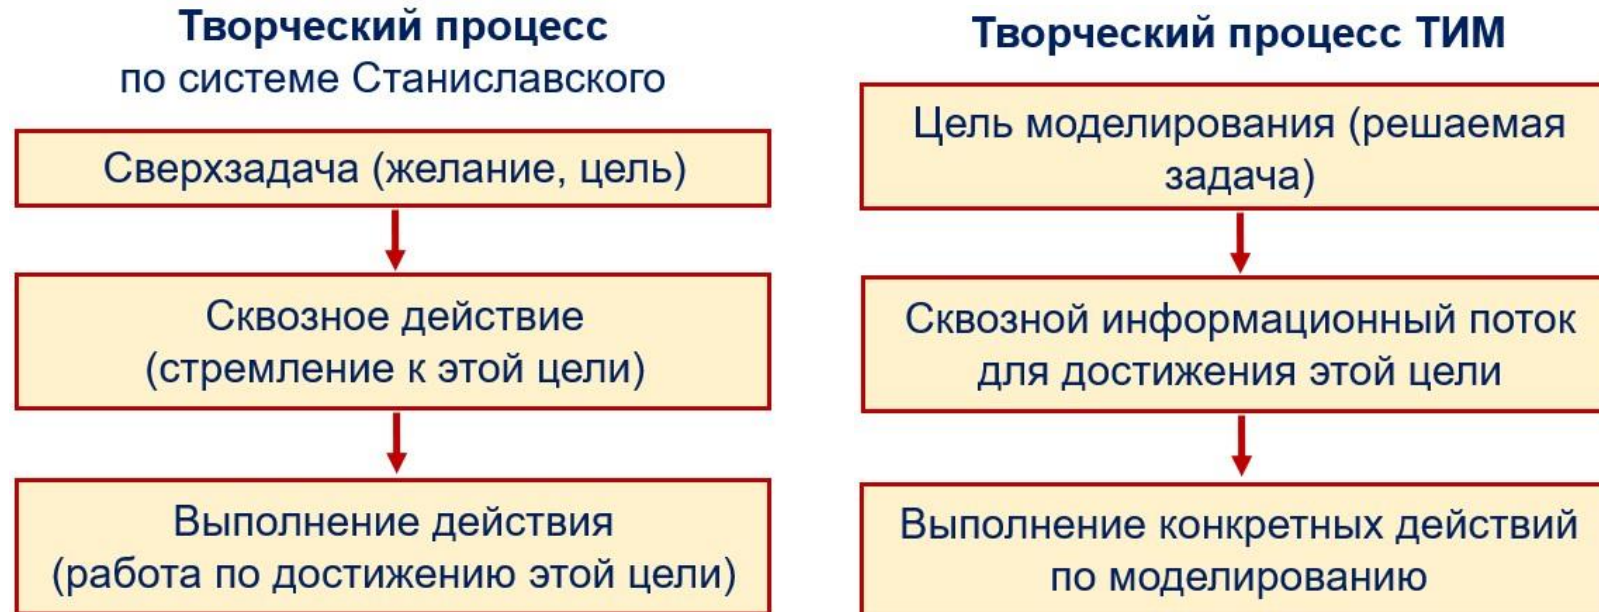 Творческий процесс
по системе Станиславского
Сверхзадача (желание, цель)
Сквозное действие
(стремление к этой цели)
Выполнение действия
(работа по достижению этой цели)
Творческий процесс ТИМ
Цель моделирования (решаемая
задача)
Сквозной информационный поток
для достижения этой цели
Выполнение конкретных действий
по моделированию